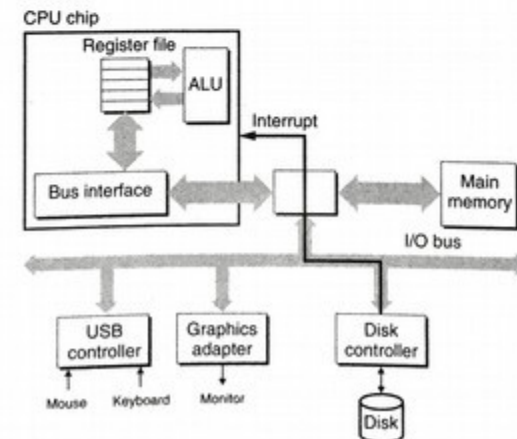 CPU chip
Register file
ALU
Interrupt
Bus interface
Main
memory
I/O bus
USB
controller
Graphics
adapter
Disk
controller
Mouse
Keyboard
Monitor
Disk